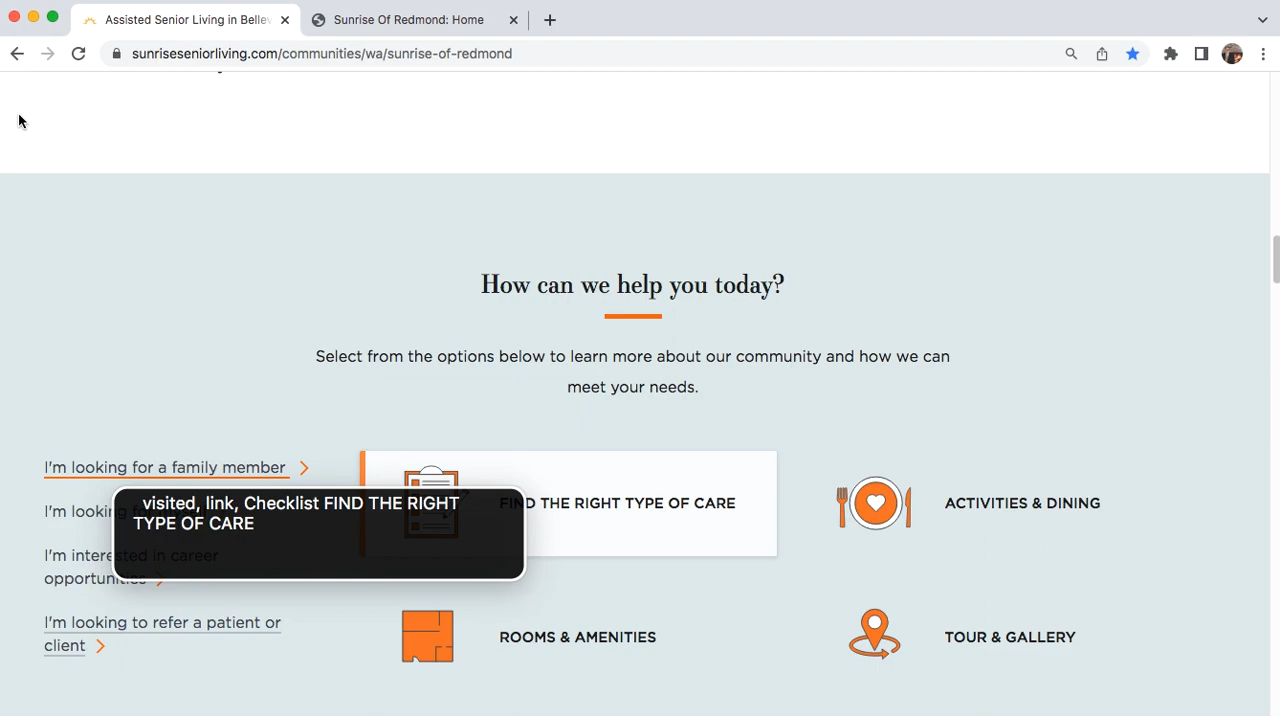 Assisted Senior Living in Bellev
Sunrise Of Redmond: Home
sunriseseniorliving.com/communities/wa/sunrise-of-redmond
How can we help you today?
Select from the options below to learn more about our community and how we can
meet your needs.
I'm looking for a family member
I'm looking for
I'm interested in career
opportunities
I'm looking to refer a patient or
client
visited, link, Checklist FIND THE RIGHT
TYPE OF CARE
FIND THE RIGHT TYPE OF CARE
ACTIVITIES & DINING
ROOMS & AMENITIES
TOUR & GALLERY